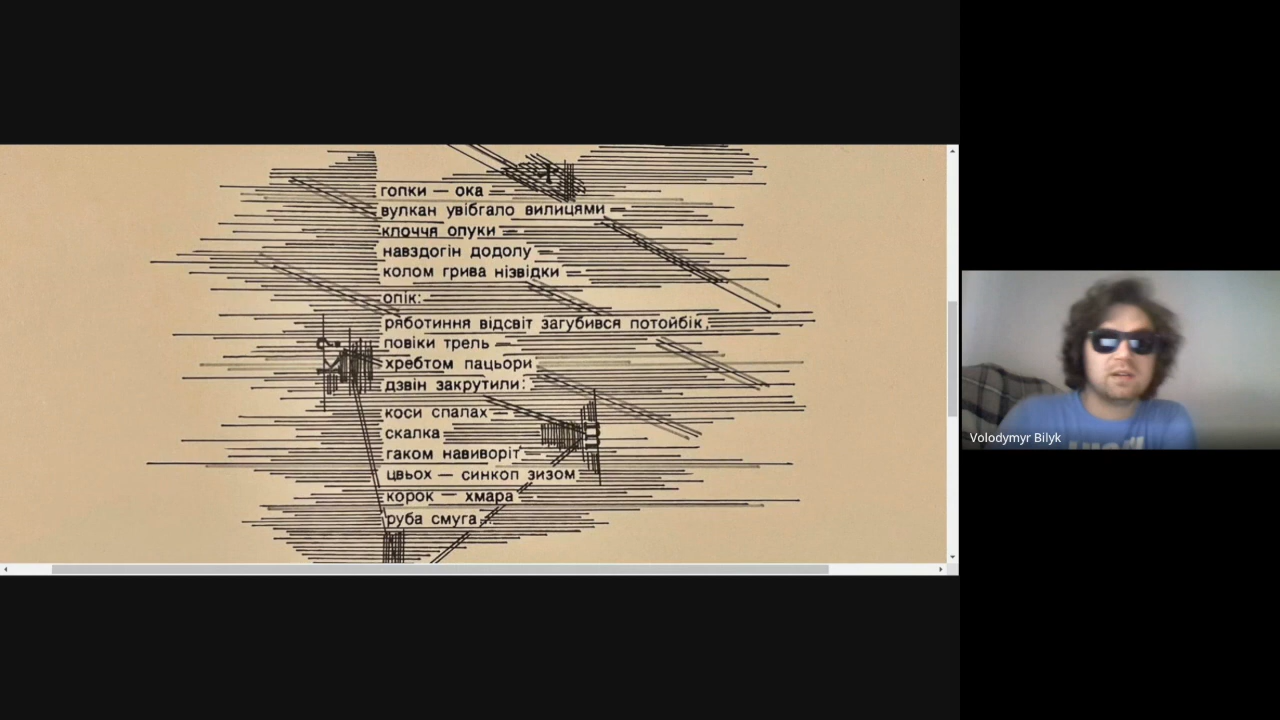 гопки — ока —
вулкан увібгало вилицями —
клоччя опуки —
навздогін додолу —
колом грива нізвідки —
опік:
ряботиння відсвіт загубився потойбік,
повіки трель —
хребтом пацьори
дзвін закрутили:
коси спалах —
скалка
гаком навиворіт
цвьох — синкоп зизом
корок — хмара —
руба смуга
Volodymyr Bilyk